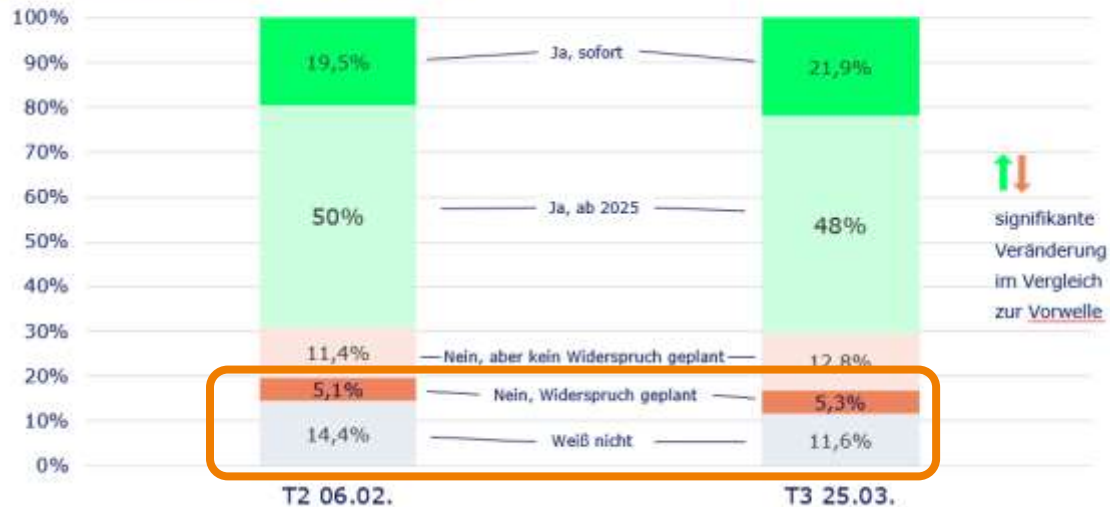 100%
90%
80%
70%
60%
50%
40%
30%
20%
10%
0%
19,5%
Ja, sofort
21,9%
50%
Ja, ab 2025
48%
11,4%
Nein, aber kein Widerspruch geplant
12,8%
5,1%
Nein, Widerspruch geplant
5,3%
14,4%
Weiß nicht
11,6%
T2 06.02.
T3 25.03.
signifikante
Veränderung
im Vergleich
zur Vorwelle